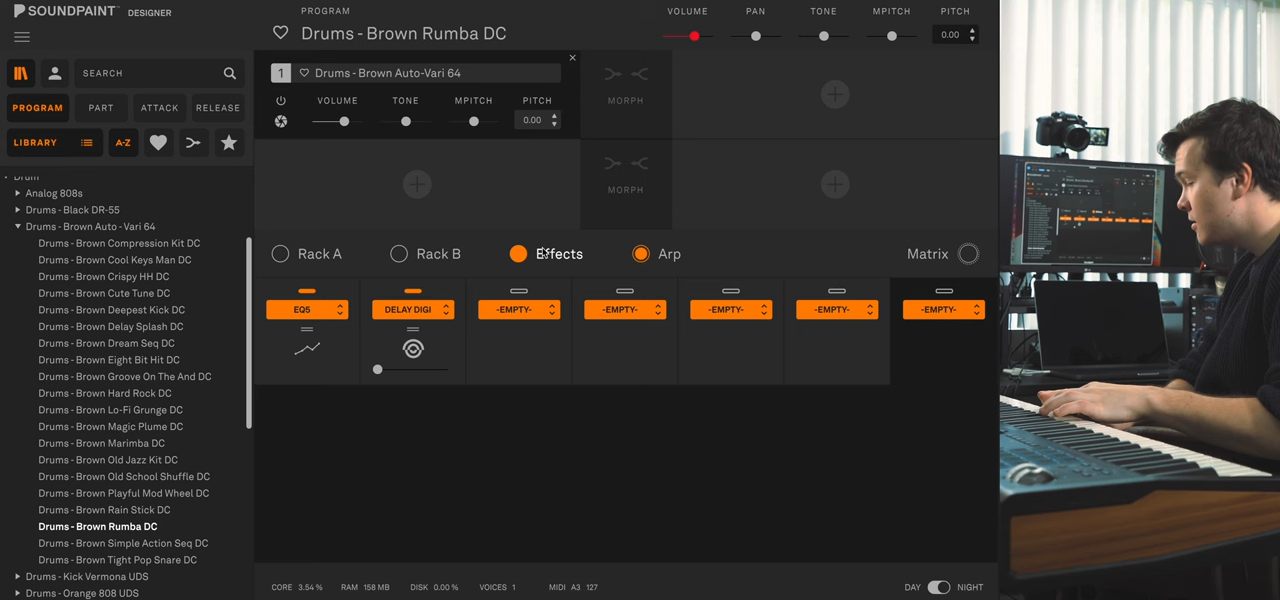 SOUNDPAINT DESIGNER
PROGRAM
Drums - Brown Rumba DC
VOLUME PAN TONE MPITCH PITCH
0.00
SEARCH
PROGRAM PART ATTACK RELEASE
LIBRARY A-Z
1 Drums - Brown Auto-Vari 64
VOLUME TONE MPITCH PITCH
0.00
MORPH
MORPH
Drum
Analog 808s
Drums - Black DR-55
Drums - Brown Auto - Vari 64
Drums - Brown Compression Kit DC
Drums - Brown Cool Keys Man DC
Drums - Brown Crispy HH DC
Drums - Brown Cute Tune DC
Drums - Brown Deepest Kick DC
Drums - Brown Delay Splash DC
Drums - Brown Dream Seq DC
Drums - Brown Eight Bit Hit DC
Drums - Brown Groove On The And DC
Drums - Brown Hard Rock DC
Drums - Brown Lo-Fi Grunge DC
Drums - Brown Magic Plume DC
Drums - Brown Marimba DC
Drums - Brown Old Jazz Kit DC
Drums - Brown Old School Shuffle DC
Drums - Brown Playful Mod Wheel DC
Drums - Brown Rain Stick DC
Drums - Brown Rumba DC
Drums - Brown Simple Action Seq DC
Drums - Brown Tight Pop Snare DC
Drums - Kick Vermona UDS
Drums - Orange 808 UDS
Rack A Rack B Effects Arp Matrix
EQ5 DELAY DIGI -EMPTY- -EMPTY- -EMPTY- -EMPTY- -EMPTY-
CORE 3.54 % RAM 158 MB DISK 0.00 % VOICES 1 MIDI A3 127 DAY NIGHT